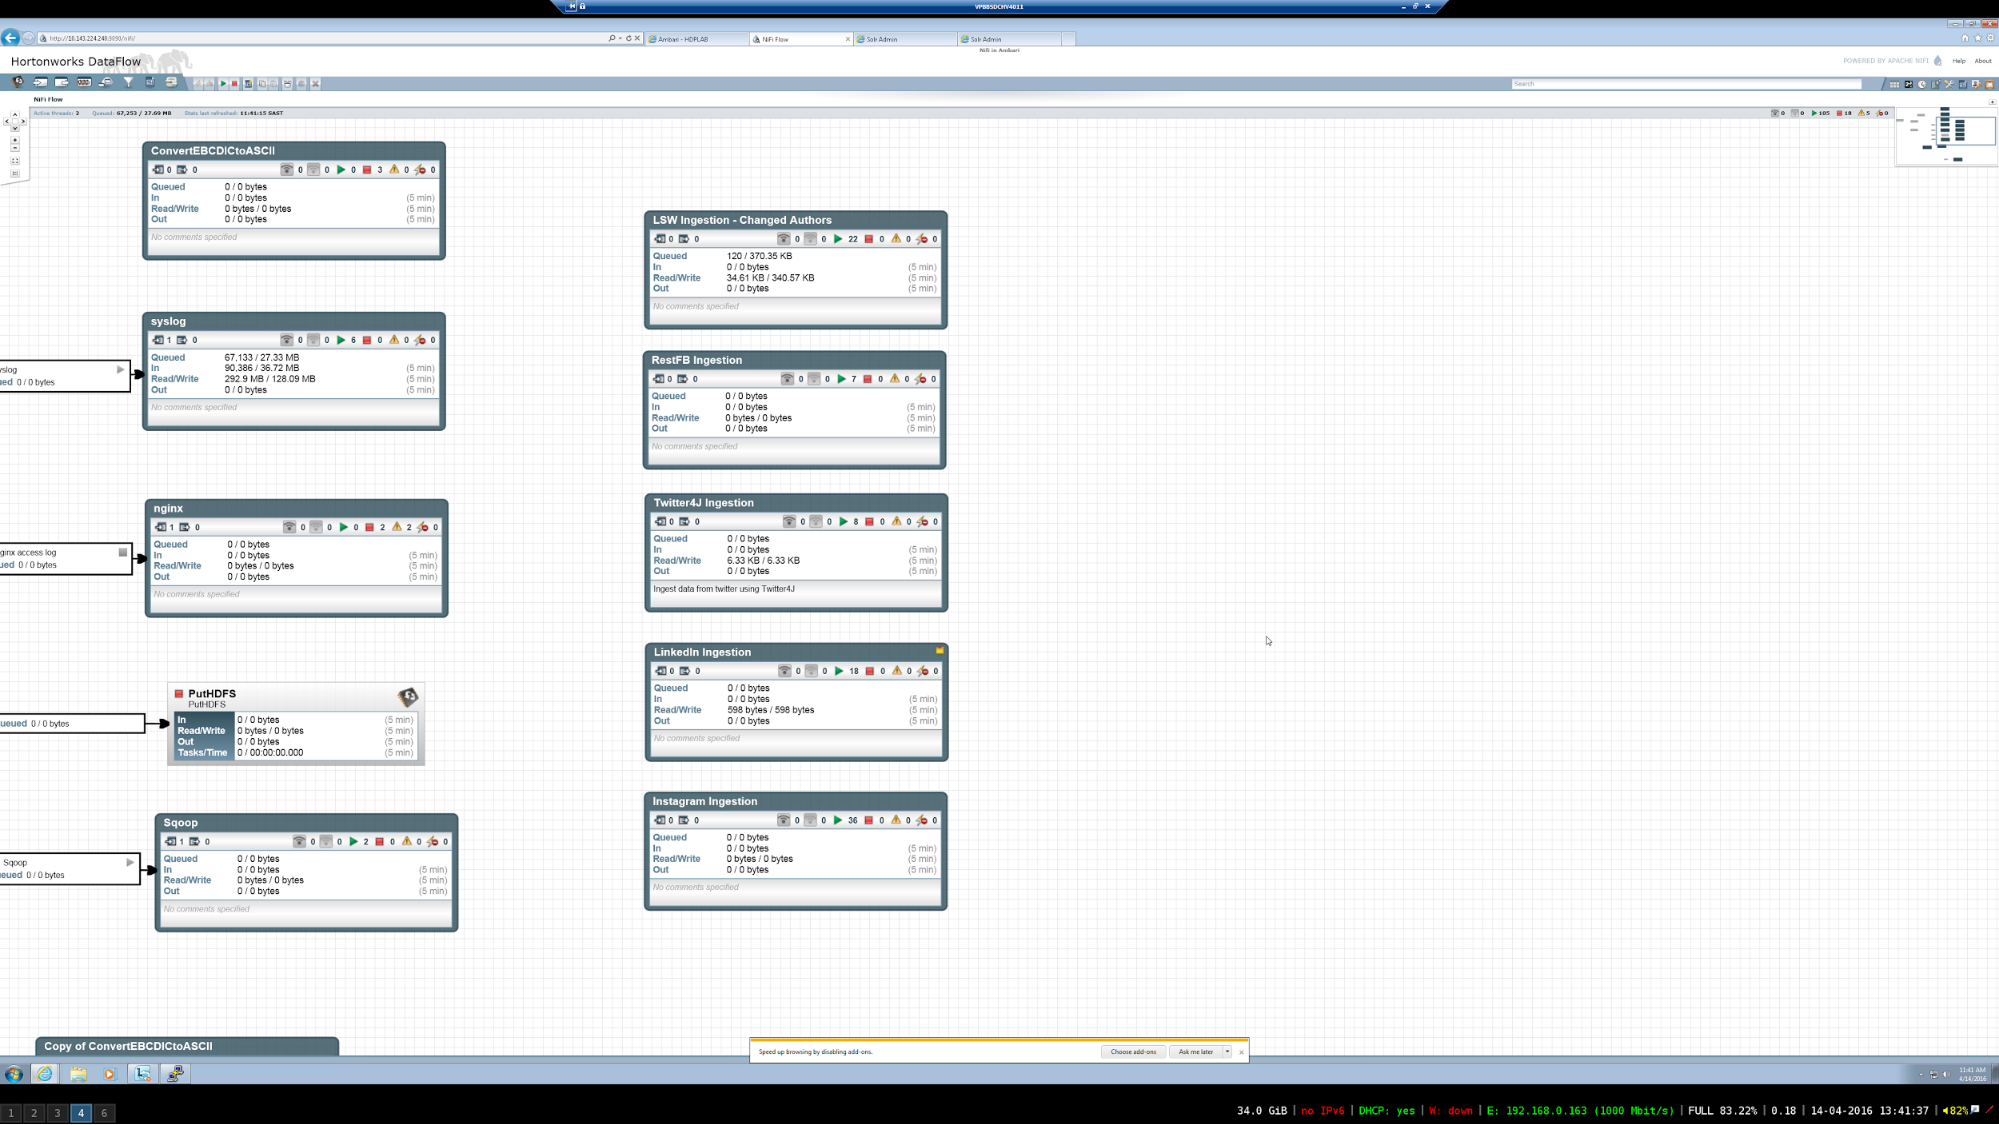 VPBBSDCHV4011
http://10.143.224.240:9090/nifi/
Ambari - HDPLAB
NiFi Flow
Solr Admin
Solr Admin
Nifi in Ambari
Hortonworks DataFlow
POWERED BY APACHE NIFI
Help
About
Search
NiFi Flow
Active threads: 2
Queued: 67,253 / 27.69 MB
Stats last refreshed: 11:41:15 SAST
0 0 105 18 5 0
ConvertEBCDICtoASCII
0 0 0 0 0 3 0 0
Queued 0 / 0 bytes
In 0 / 0 bytes (5 min)
Read/Write 0 bytes / 0 bytes (5 min)
Out 0 / 0 bytes (5 min)
No comments specified
syslog
1 0 0 0 6 0 0 0
Queued 67,133 / 27.33 MB
In 90,386 / 36.72 MB (5 min)
Read/Write 292.9 MB / 128.09 MB (5 min)
Out 0 / 0 bytes (5 min)
No comments specified
yslog
ued 0 / 0 bytes
nginx
1 0 0 0 0 2 2 0
Queued 0 / 0 bytes
In 0 / 0 bytes (5 min)
Read/Write 0 bytes / 0 bytes (5 min)
Out 0 / 0 bytes (5 min)
No comments specified
ginx access log
ued 0 / 0 bytes
PutHDFS
PutHDFS
In 0 / 0 bytes (5 min)
Read/Write 0 bytes / 0 bytes (5 min)
Out 0 / 0 bytes (5 min)
Tasks/Time 0 / 00:00:00.000 (5 min)
ueued 0 / 0 bytes
Sqoop
1 0 0 0 2 0 0 0
Queued 0 / 0 bytes
In 0 / 0 bytes (5 min)
Read/Write 0 bytes / 0 bytes (5 min)
Out 0 / 0 bytes (5 min)
No comments specified
Sqoop
eued 0 / 0 bytes
Copy of ConvertEBCDICtoASCII
LSW Ingestion - Changed Authors
0 0 0 0 22 0 0 0
Queued 120 / 370.35 KB
In 0 / 0 bytes (5 min)
Read/Write 34.61 KB / 340.57 KB (5 min)
Out 0 / 0 bytes (5 min)
No comments specified
RestFB Ingestion
0 0 0 0 7 0 0 0
Queued 0 / 0 bytes
In 0 / 0 bytes (5 min)
Read/Write 0 bytes / 0 bytes (5 min)
Out 0 / 0 bytes (5 min)
No comments specified
Twitter4J Ingestion
0 0 0 0 8 0 0 0
Queued 0 / 0 bytes
In 0 / 0 bytes (5 min)
Read/Write 6.33 KB / 6.33 KB (5 min)
Out 0 / 0 bytes (5 min)
Ingest data from twitter using Twitter4J
LinkedIn Ingestion
0 0 0 0 18 0 0 0
Queued 0 / 0 bytes
In 0 / 0 bytes (5 min)
Read/Write 598 bytes / 598 bytes (5 min)
Out 0 / 0 bytes (5 min)
No comments specified
Instagram Ingestion
0 0 0 0 36 0 0 0
Queued 0 / 0 bytes
In 0 / 0 bytes (5 min)
Read/Write 0 bytes / 0 bytes (5 min)
Out 0 / 0 bytes (5 min)
No comments specified
Speed up browsing by disabling add-ons.
Choose add-ons
Ask me later
11:41 AM
4/14/2016
1 2 3 4 6
34.0 GiB | no IPv6 | DHCP: yes | W: down | E: 192.168.0.163 (1000 Mbit/s) | FULL 83.22% | 0.18 | 14-04-2016 13:41:37 | 82%